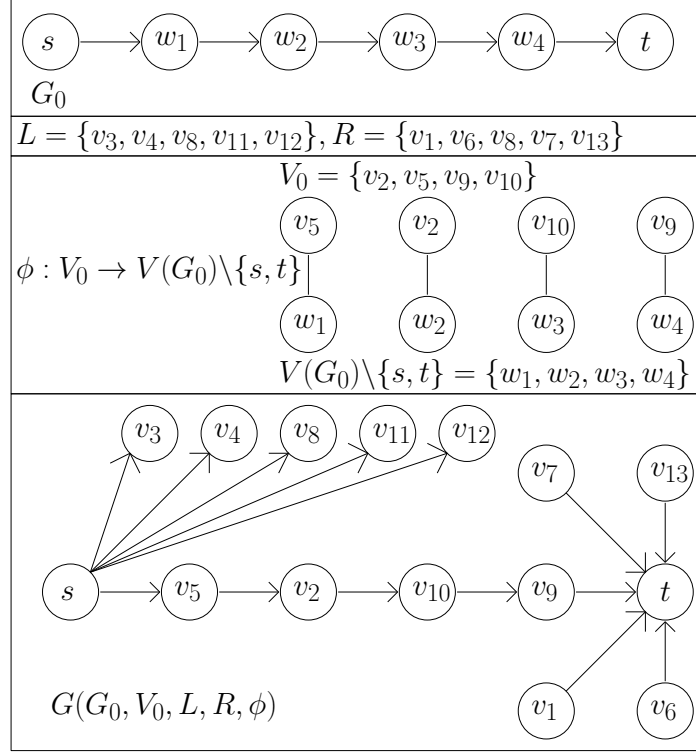 s w₁ w₂ w₃ w₄ t
G₀
L = {v₃, v₄, v₈, v₁₁, v₁₂}, R = {v₁, v₆, v₈, v₇, v₁₃}
V₀ = {v₂, v₅, v₉, v₁₀}
v₅ v₂ v₁₀ v₉
ϕ : V₀ → V(G₀)\{s, t}
w₁ w₂ w₃ w₄
V(G₀)\{s, t} = {w₁, w₂, w₃, w₄}
v₃ v₄ v₈ v₁₁ v₁₂
v₇ v₁₃
s v₅ v₂ v₁₀ v₉ t
G(G₀, V₀, L, R, ϕ)
v₁ v₆